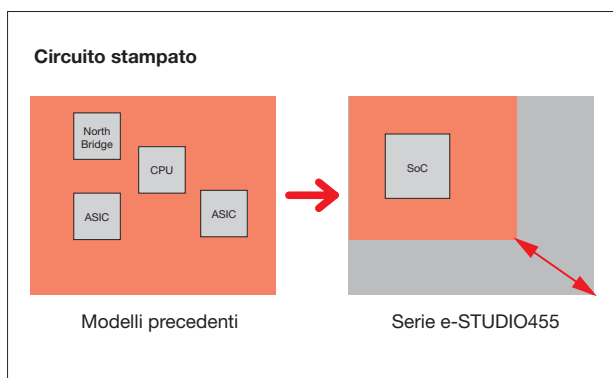 Circuito stampato
North
Bridge
CPU
ASIC
ASIC
SoC
Modelli precedenti
Serie e-STUDIO455